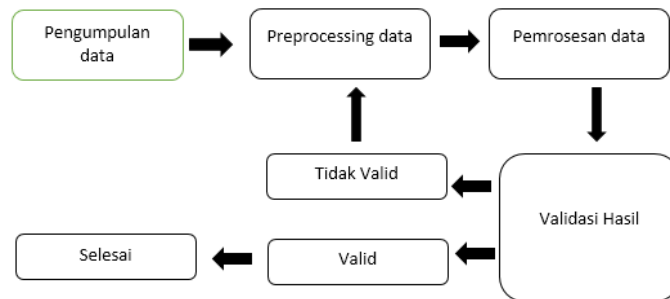 Pengumpulan
data
Preprocessing data
Pemrosesan data
Tidak Valid
Validasi Hasil
Selesai
Valid